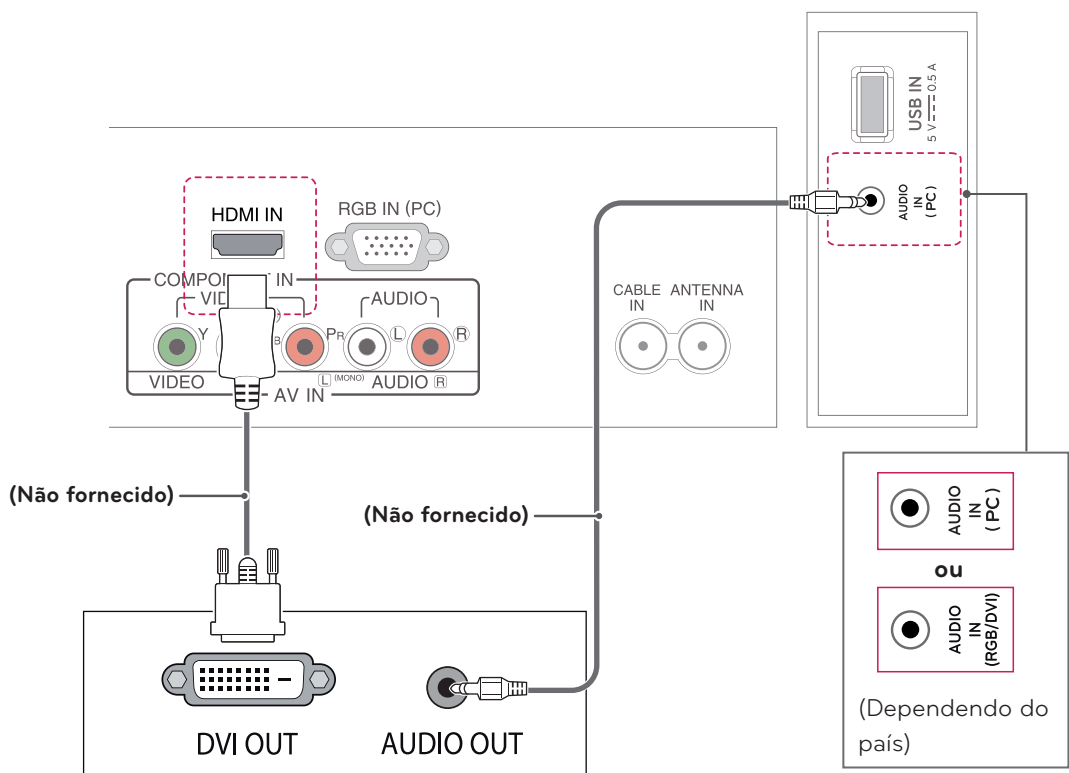 USB IN
5 V 0.5 A
AUDIO
IN
(PC)
HDMI IN
RGB IN (PC)
IN
AUDIO
Y
B
PR
L
R
VIDEO
L (MONO) AUDIO R
AV IN
CABLE
IN
ANTENNA
IN
(Não fornecido)
(Não fornecido)
AUDIO
IN
(PC)
ou
AUDIO
IN
(RGB/DVI)
(Dependendo do
país)
DVI OUT
AUDIO OUT